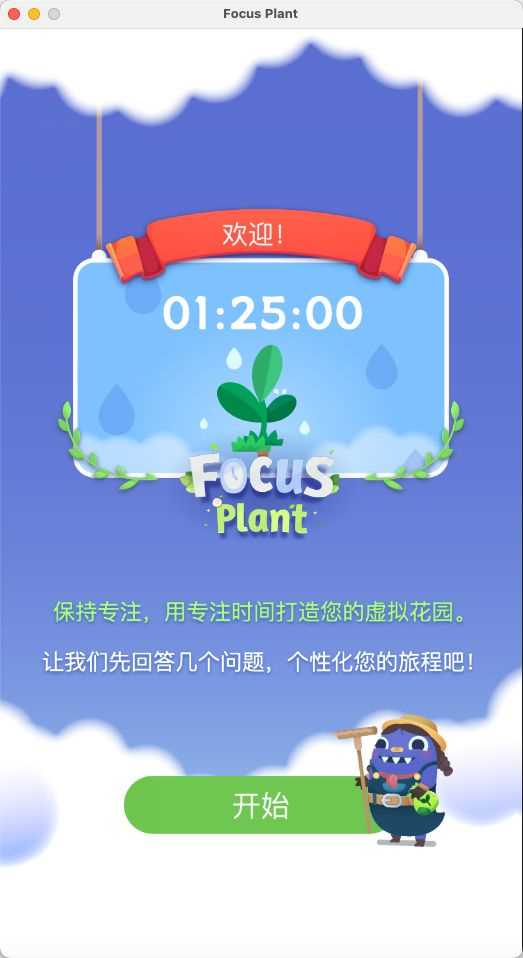 Focus Plant
欢迎！
01:25:00
Focus
Plant
保持专注，用专注时间打造您的虚拟花园。
让我们先回答几个问题，个性化您的旅程吧！
开始